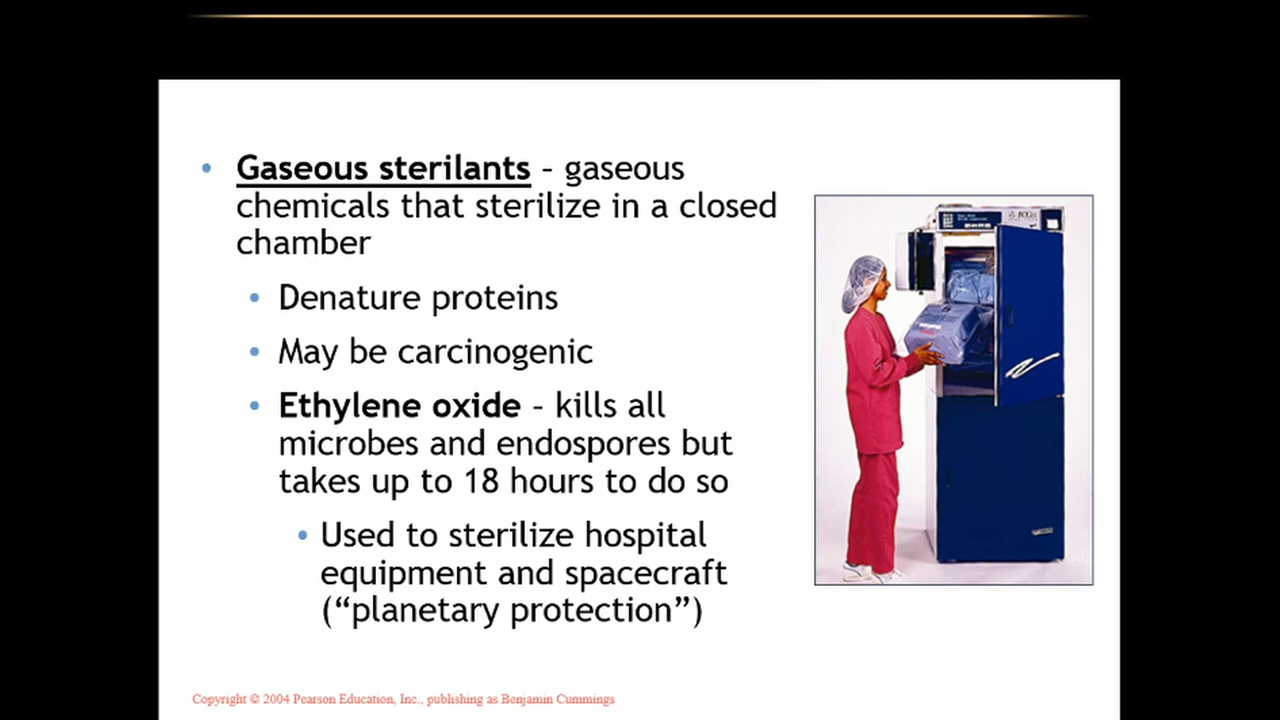 • Gaseous sterilants – gaseous
chemicals that sterilize in a closed
chamber
• Denature proteins
• May be carcinogenic
• Ethylene oxide – kills all
microbes and endospores but
takes up to 18 hours to do so
• Used to sterilize hospital
equipment and spacecraft
(“planetary protection”)
Copyright © 2004 Pearson Education, Inc., publishing as Benjamin Cummings